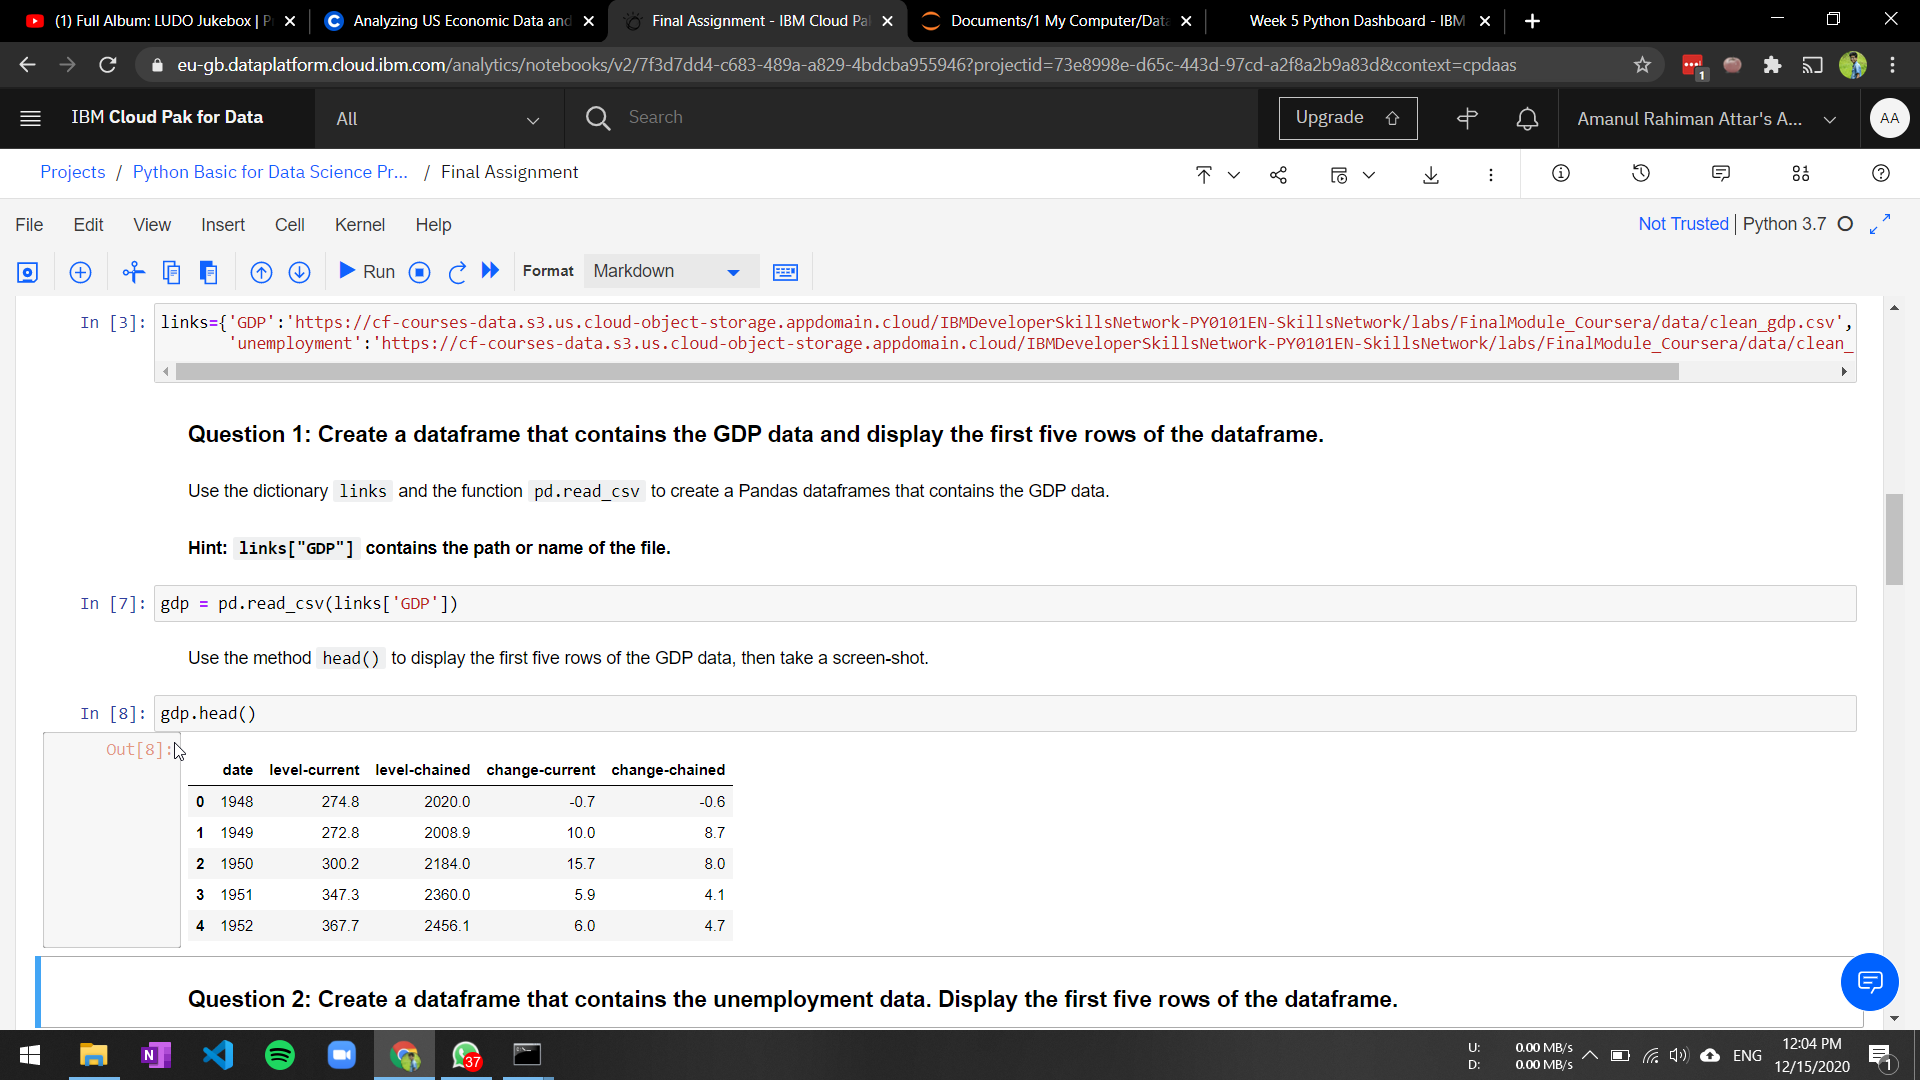 (1) Full Album: LUDO Jukebox | P
Analyzing US Economic Data and
Final Assignment - IBM Cloud Pa
Documents/1 My Computer/Data
Week 5 Python Dashboard - IBM
eu-gb.dataplatform.cloud.ibm.com/analytics/notebooks/v2/7f3d7dd4-c683-489a-a829-4bdcba955946?projectid=73e8998e-d65c-443d-97cd-a2f8a2b9a83d&context=cpdaas
1
IBM Cloud Pak for Data
All
Search
Upgrade
Amanul Rahiman Attar's A...
AA
Projects / Python Basic for Data Science Pr... / Final Assignment
File Edit View Insert Cell Kernel Help
Not Trusted | Python 3.7
Run
Format
Markdown
In [3]: links={'GDP':'https://cf-courses-data.s3.us.cloud-object-storage.appdomain.cloud/IBMDeveloperSkillsNetwork-PY0101EN-SkillsNetwork/labs/FinalModule_Coursera/data/clean_gdp.csv',
'unemployment':'https://cf-courses-data.s3.us.cloud-object-storage.appdomain.cloud/IBMDeveloperSkillsNetwork-PY0101EN-SkillsNetwork/labs/FinalModule_Coursera/data/clean_
Question 1: Create a dataframe that contains the GDP data and display the first five rows of the dataframe.
Use the dictionary links and the function pd.read_csv to create a Pandas dataframes that contains the GDP data.
Hint: links["GDP"] contains the path or name of the file.
In [7]: gdp = pd.read_csv(links['GDP'])
Use the method head() to display the first five rows of the GDP data, then take a screen-shot.
In [8]: gdp.head()
Out[8]:
date level-current level-chained change-current change-chained
0 1948 274.8 2020.0 -0.7 -0.6
1 1949 272.8 2008.9 10.0 8.7
2 1950 300.2 2184.0 15.7 8.0
3 1951 347.3 2360.0 5.9 4.1
4 1952 367.7 2456.1 6.0 4.7
Question 2: Create a dataframe that contains the unemployment data. Display the first five rows of the dataframe.
37
U: 0.00 MB/s
D: 0.00 MB/s
ENG
12:04 PM
12/15/2020
1